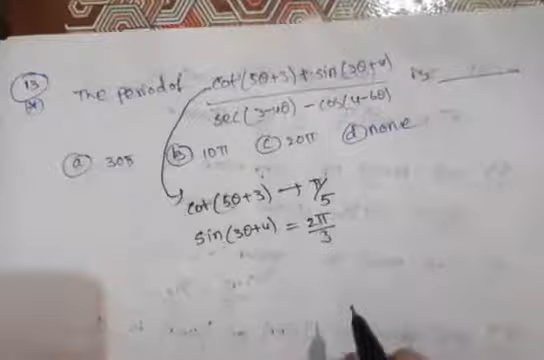 13 The period of cot(5θ+3) + sin(3θ+4) is ______
sec(3-4θ) - cos(4-6θ)
a 305 b 10π c 20π d none
cot(5θ+3) → π/5
sin(3θ+4) = 2π/3